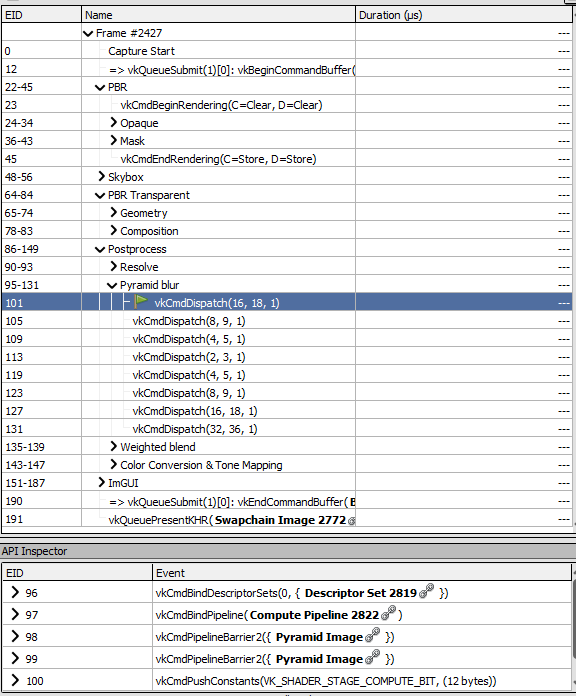 EID Name Duration (µs)
Frame #2427 ---
0 Capture Start ---
12 => vkQueueSubmit(1)[0]: vkBeginCommandBuffer( ---
22-45 PBR ---
23 vkCmdBeginRendering(C=Clear, D=Clear) ---
24-34 Opaque ---
36-43 Mask ---
45 vkCmdEndRendering(C=Store, D=Store) ---
48-56 Skybox ---
64-84 PBR Transparent ---
65-74 Geometry ---
78-83 Composition ---
86-149 Postprocess ---
90-93 Resolve ---
95-131 Pyramid blur ---
101 vkCmdDispatch(16, 18, 1) ---
105 vkCmdDispatch(8, 9, 1) ---
109 vkCmdDispatch(4, 5, 1) ---
113 vkCmdDispatch(2, 3, 1) ---
119 vkCmdDispatch(4, 5, 1) ---
123 vkCmdDispatch(8, 9, 1) ---
127 vkCmdDispatch(16, 18, 1) ---
131 vkCmdDispatch(32, 36, 1) ---
135-139 Weighted blend ---
143-147 Color Conversion & Tone Mapping ---
151-187 ImGUI ---
190 => vkQueueSubmit(1)[0]: vkEndCommandBuffer( B ---
191 vkQueuePresentKHR( Swapchain Image 2772 ---
API Inspector
EID Event
96 vkCmdBindDescriptorSets(0, { Descriptor Set 2819 })
97 vkCmdBindPipeline( Compute Pipeline 2822 )
98 vkCmdPipelineBarrier2({ Pyramid Image })
99 vkCmdPipelineBarrier2({ Pyramid Image })
100 vkCmdPushConstants(VK_SHADER_STAGE_COMPUTE_BIT, (12 bytes))